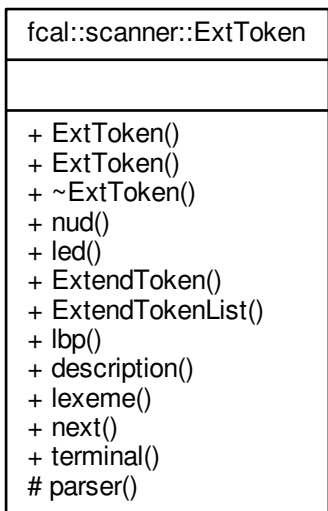 fcal::scanner::ExtToken
+ ExtToken()
+ ExtToken()
+ ~ExtToken()
+ nud()
+ led()
+ ExtendToken()
+ ExtendTokenList()
+ lbp()
+ description()
+ lexeme()
+ next()
+ terminal()
# parser()